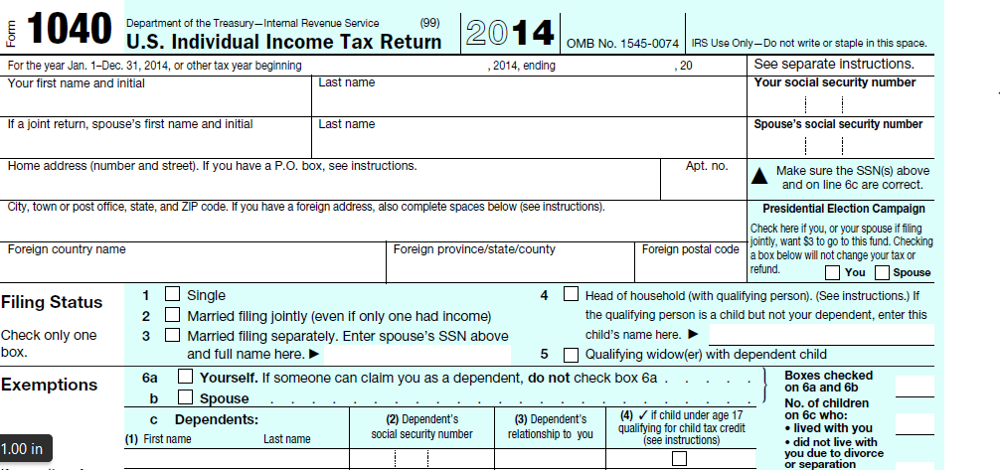 Form 1040 Department of the Treasury—Internal Revenue Service (99)
U.S. Individual Income Tax Return 2014 OMB No. 1545-0074 IRS Use Only—Do not write or staple in this space.
For the year Jan. 1–Dec. 31, 2014, or other tax year beginning , 2014, ending , 20 See separate instructions.
Your first name and initial Last name Your social security number
If a joint return, spouse’s first name and initial Last name Spouse’s social security number
Home address (number and street). If you have a P.O. box, see instructions. Apt. no.
▲ Make sure the SSN(s) above
and on line 6c are correct.
City, town or post office, state, and ZIP code. If you have a foreign address, also complete spaces below (see instructions).
Presidential Election Campaign
Check here if you, or your spouse if filing
jointly, want $3 to go to this fund. Checking
a box below will not change your tax or
refund. You Spouse
Foreign country name Foreign province/state/county Foreign postal code
Filing Status
Check only one
box.
1 Single
2 Married filing jointly (even if only one had income)
3 Married filing separately. Enter spouse’s SSN above
and full name here. ▶
4 Head of household (with qualifying person). (See instructions.) If
the qualifying person is a child but not your dependent, enter this
child’s name here. ▶
5 Qualifying widow(er) with dependent child
Exemptions
6a Yourself. If someone can claim you as a dependent, do not check box 6a . . . . .
b Spouse . . . . . . . . . . . . . . . . . . . . . . . .
c Dependents:
(1) First name Last name
(2) Dependent’s
social security number
(3) Dependent’s
relationship to you
(4) ✓ if child under age 17
qualifying for child tax credit
(see instructions)
Boxes checked
on 6a and 6b
No. of children
on 6c who:
• lived with you
• did not live with
you due to divorce
or separation
1.00 in